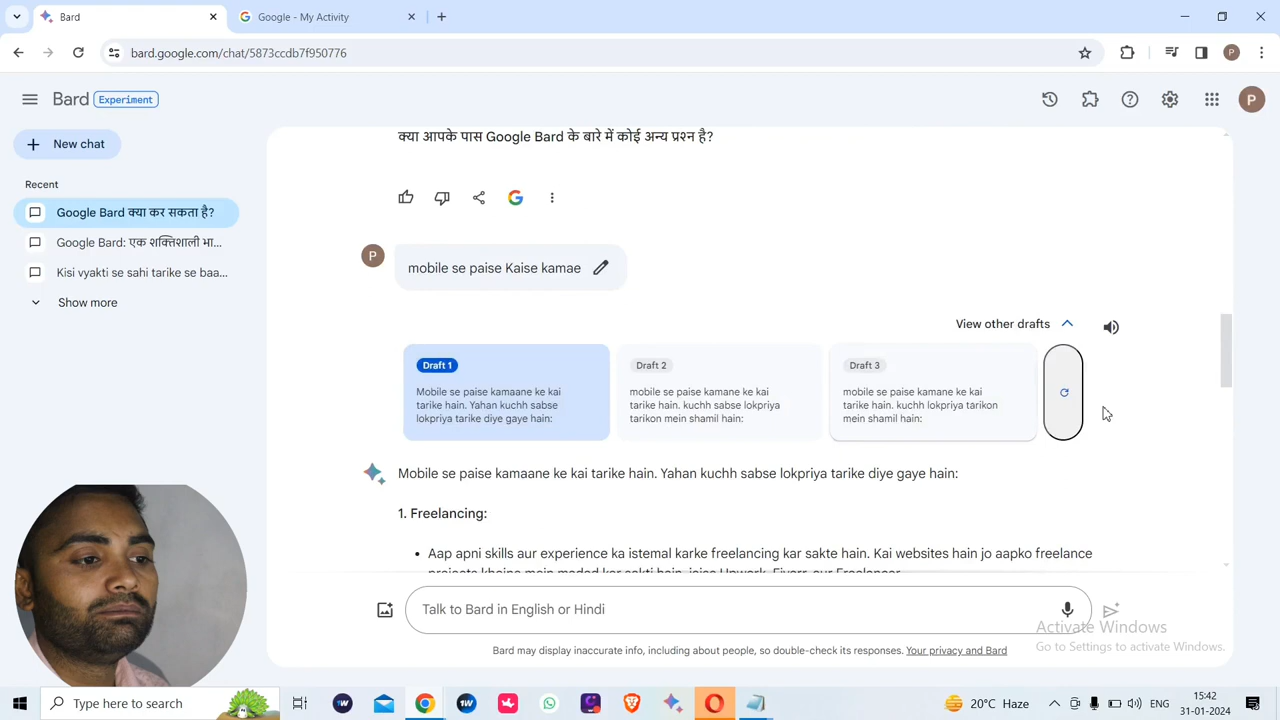 Bard
Google - My Activity
bard.google.com/chat/5873ccdb7f950776
P
Bard Experiment
P
New chat
Recent
Google Bard क्या कर सकता है?
Google Bard: एक शक्तिशाली भा...
Kisi vyakti se sahi tarike se baa...
Show more
क्या आपके पास Google Bard के बारे में कोई अन्य प्रश्न है?
P
mobile se paise Kaise kamae
View other drafts
Draft 1
Mobile se paise kamaane ke kai
tarike hain. Yahan kuchh sabse
lokpriya tarike diye gaye hain:
Draft 2
mobile se paise kamane ke kai
tarike hain. kuchh sabse lokpriya
tarikon mein shamil hain:
Draft 3
mobile se paise kamane ke kai
tarike hain. kuchh lokpriya tarikon
mein shamil hain:
Mobile se paise kamaane ke kai tarike hain. Yahan kuchh sabse lokpriya tarike diye gaye hain:
1. Freelancing:
• Aap apni skills aur experience ka istemal karke freelancing kar sakte hain. Kai websites hain jo aapko freelance
Talk to Bard in English or Hindi
Bard may display inaccurate info, including about people, so double-check its responses. Your privacy and Bard
Activate Windows
Go to Settings to activate Windows.
Type here to search
20°C Haze
ENG
15:42
31-01-2024